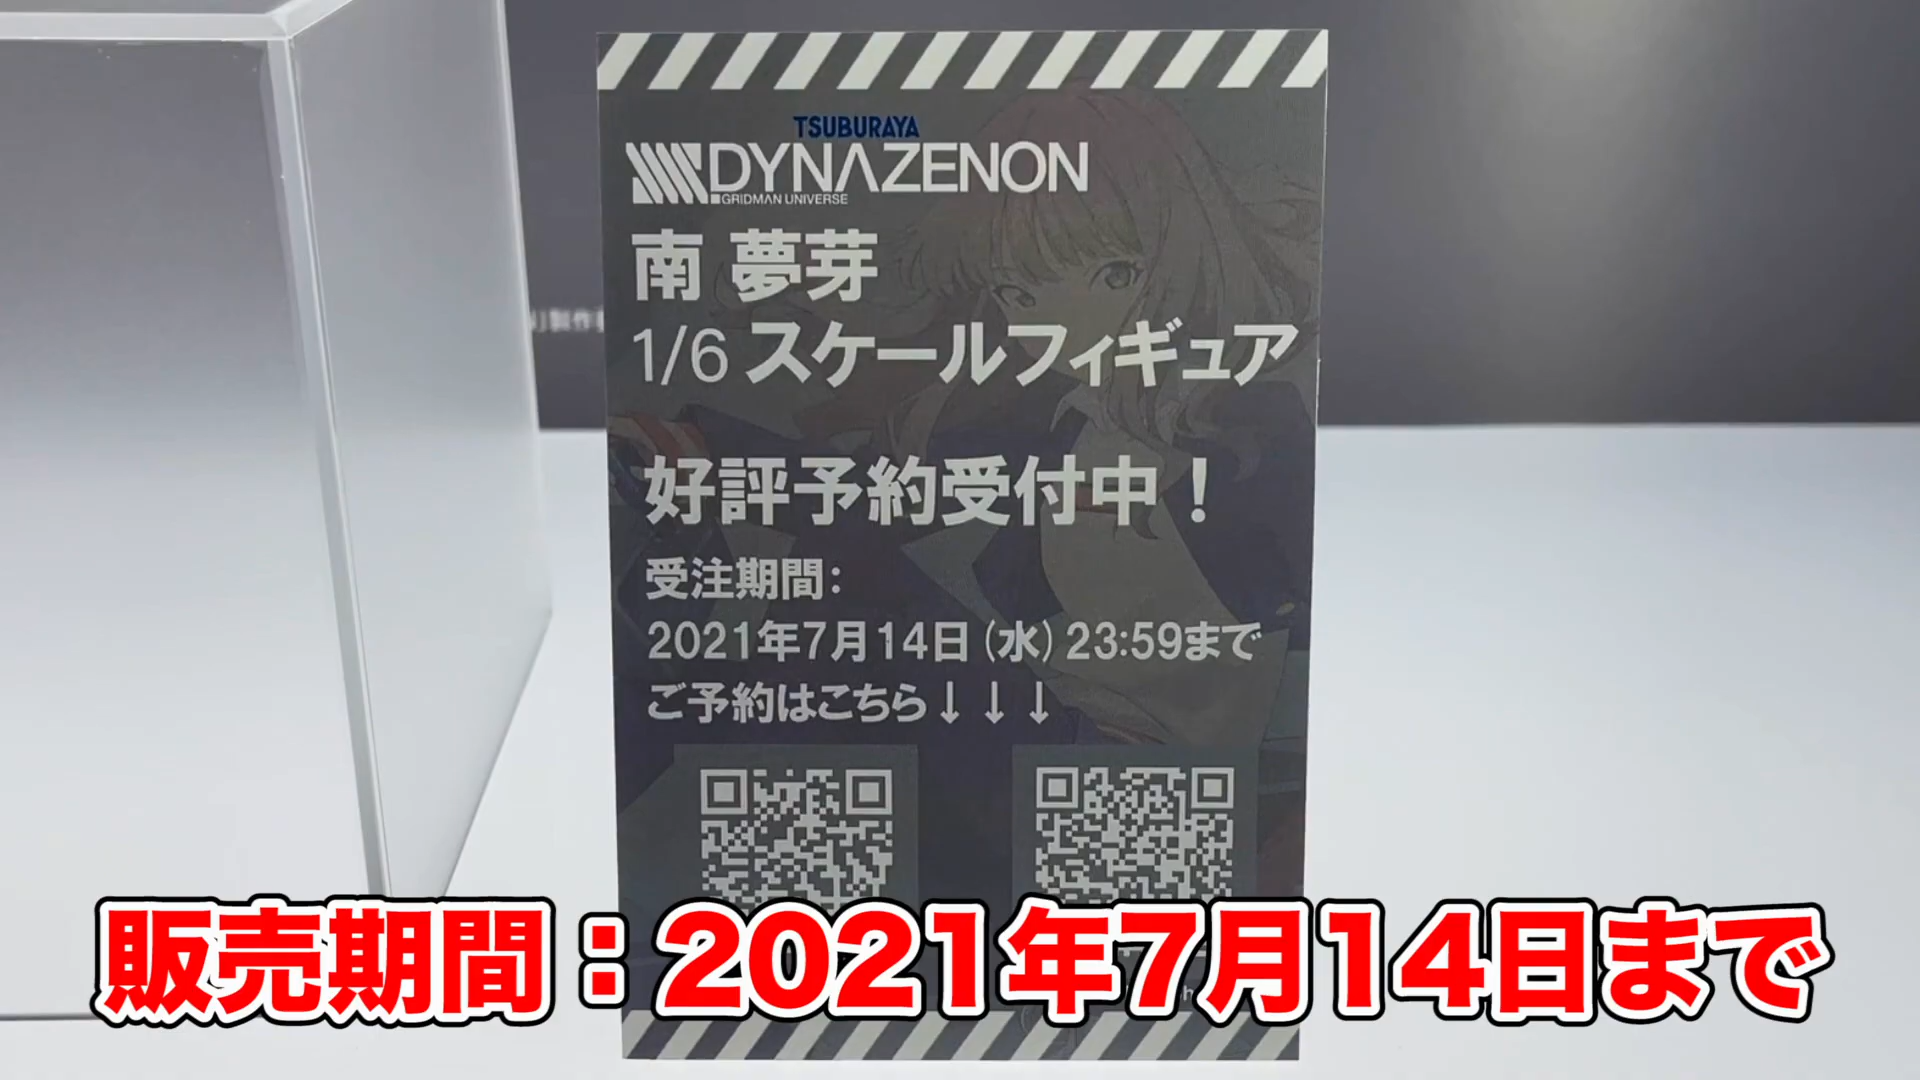 TSUBURAYA
DYNAZENON
GRIDMAN UNIVERSE
南 夢芽
1/6 スケールフィギュア
製作
好評予約受付中！
受注期間：
2021年7月14日(水)23:59まで
ご予約はこちら↓↓↓
販売期間：2021年7月14日まで